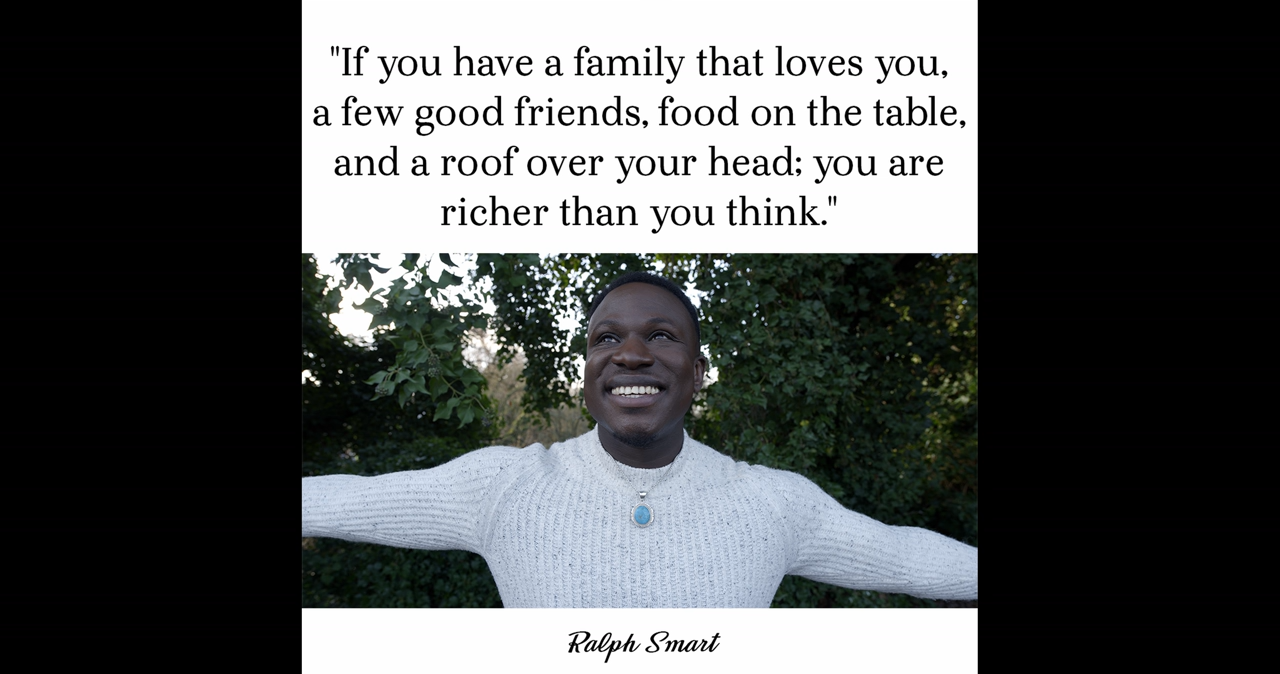 "If you have a family that loves you,
a few good friends, food on the table,
and a roof over your head; you are
richer than you think."
Ralph Smart